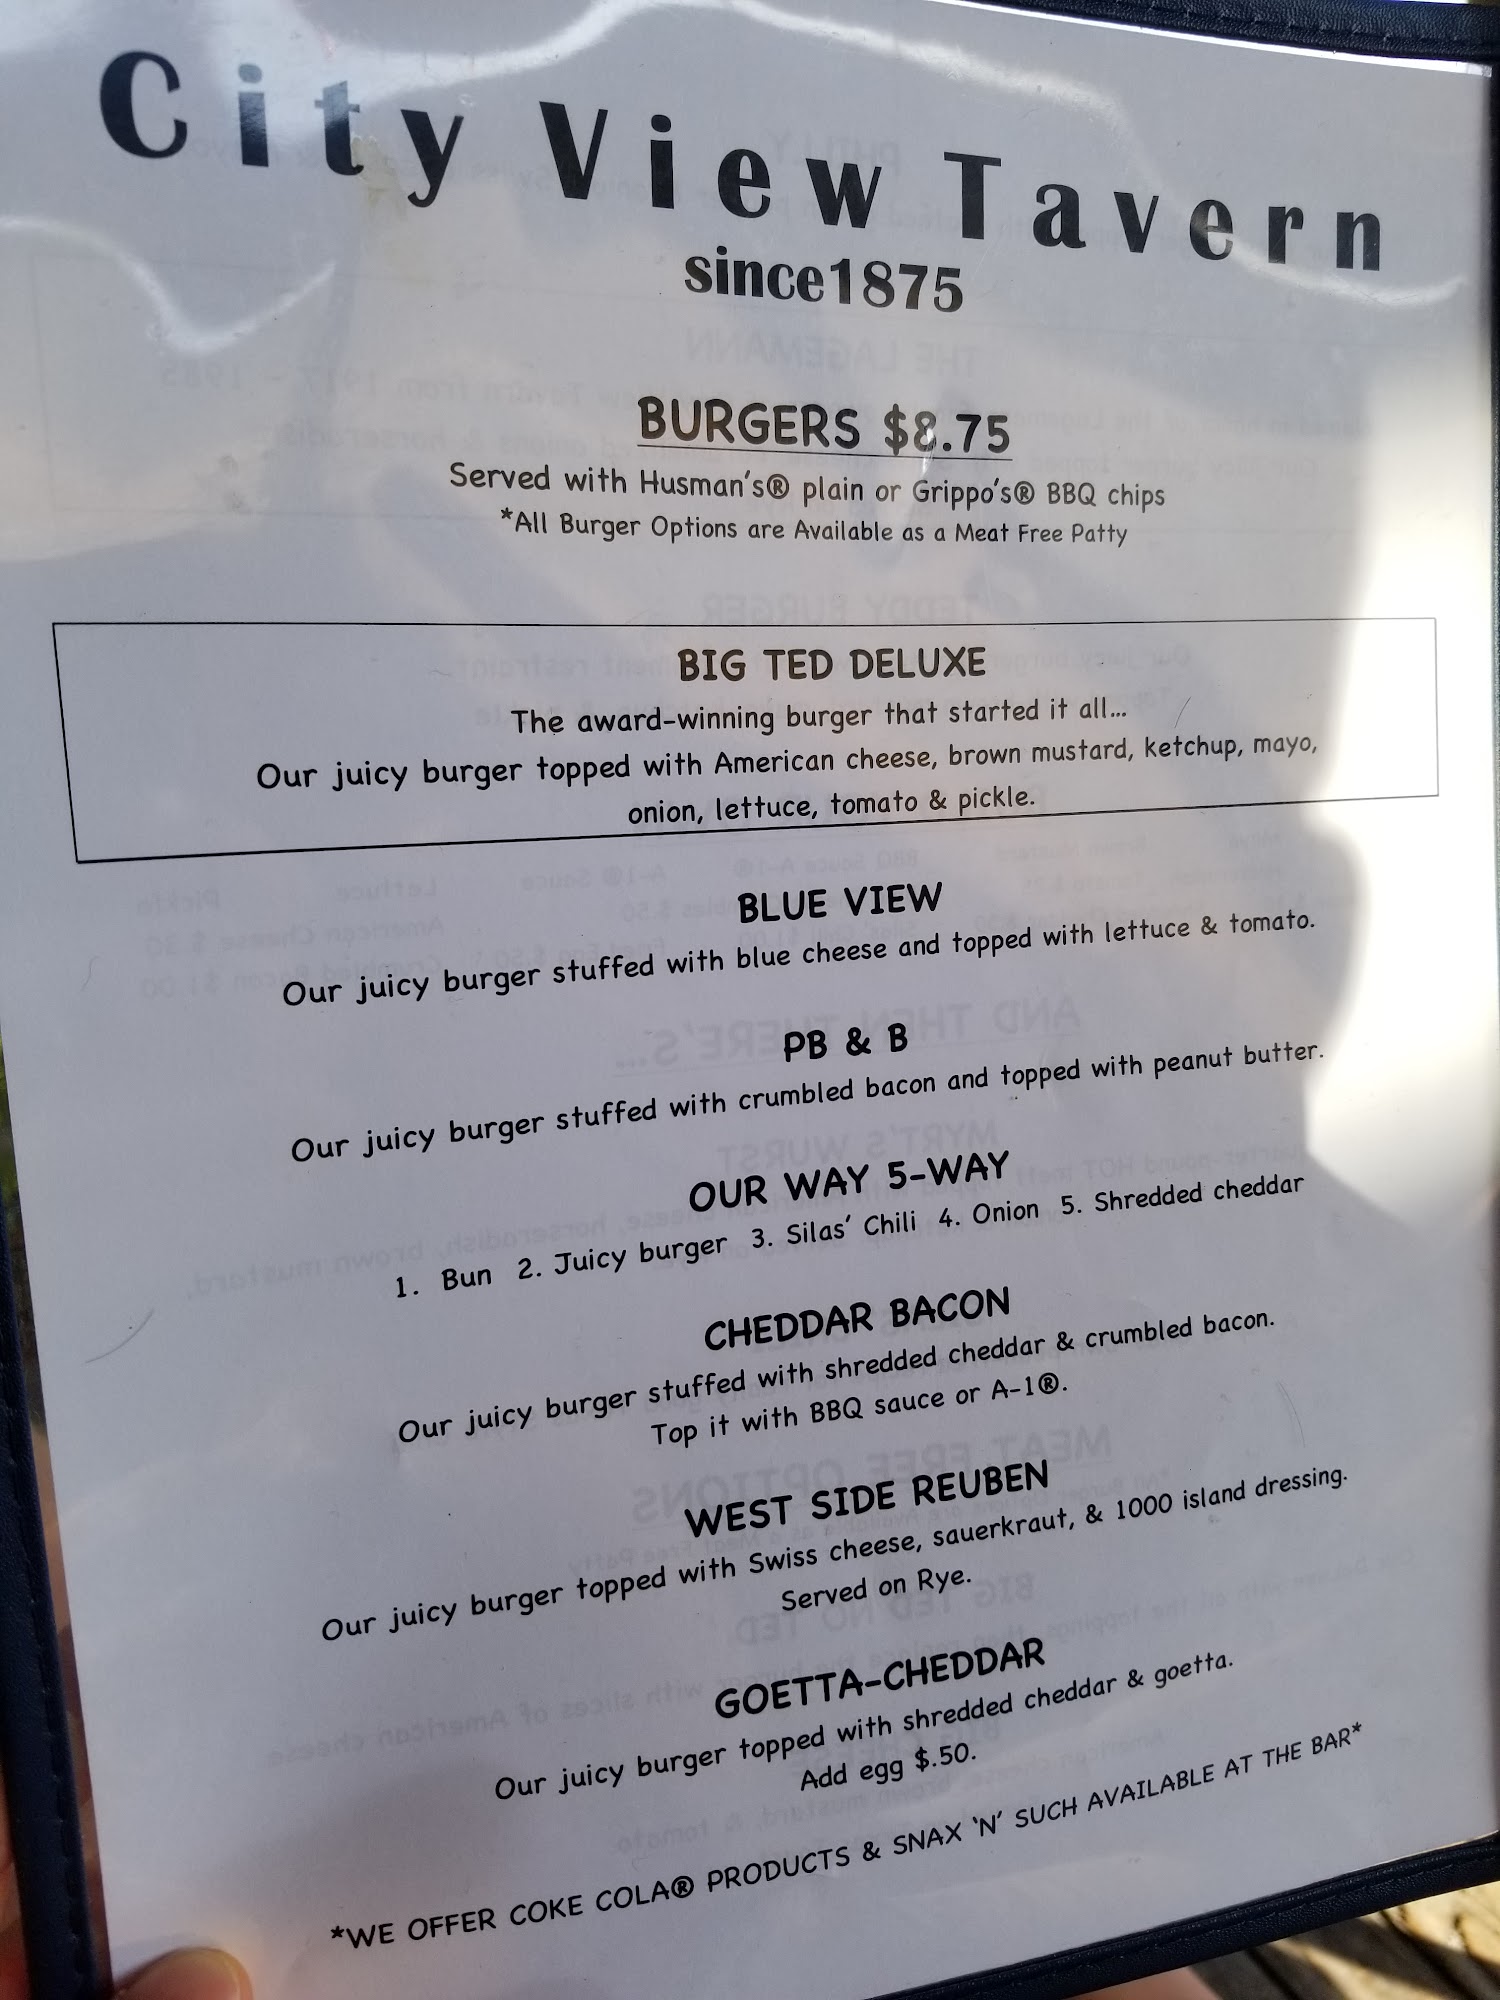 City View Tavern
since1875
BURGERS $8.75
Served with Husman's® plain or Grippo's® BBQ chips
*All Burger Options are Available as a Meat Free Patty
BIG TED DELUXE
The award-winning burger that started it all...
Our juicy burger topped with American cheese, brown mustard, ketchup, mayo,
onion, lettuce, tomato & pickle.
BLUE VIEW
Our juicy burger stuffed with blue cheese and topped with lettuce & tomato.
PB & B
Our juicy burger stuffed with crumbled bacon and topped with peanut butter.
OUR WAY 5-WAY
1. Bun 2. Juicy burger 3. Silas' Chili 4. Onion 5. Shredded cheddar
CHEDDAR BACON
Our juicy burger stuffed with shredded cheddar & crumbled bacon.
Top it with BBQ sauce or A-1®.
WEST SIDE REUBEN
Our juicy burger topped with Swiss cheese, sauerkraut, & 1000 island dressing.
Served on Rye.
GOETTA-CHEDDAR
Our juicy burger topped with shredded cheddar & goetta.
Add egg $.50.
*WE OFFER COKE COLA® PRODUCTS & SNAX 'N' SUCH AVAILABLE AT THE BAR*